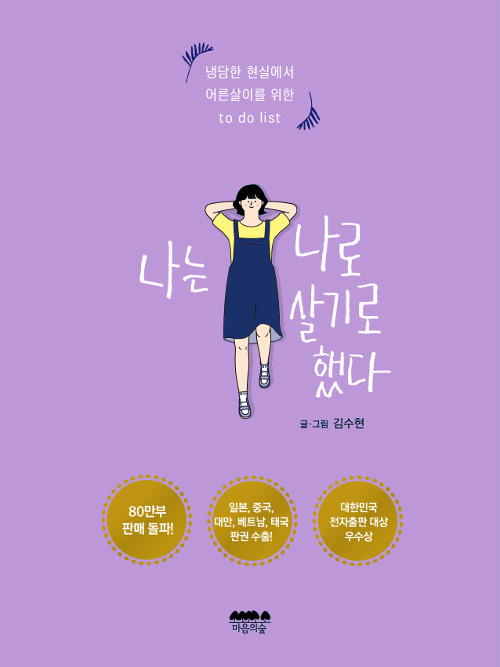 냉담한 현실에서
어른살이를 위한
to do list
나는
나로
살기로
했다
글·그림 김수현
80만부
판매 돌파!
일본, 중국,
대만, 베트남, 태국
판권 수출!
대한민국
전자출판 대상
우수상
마음의숲